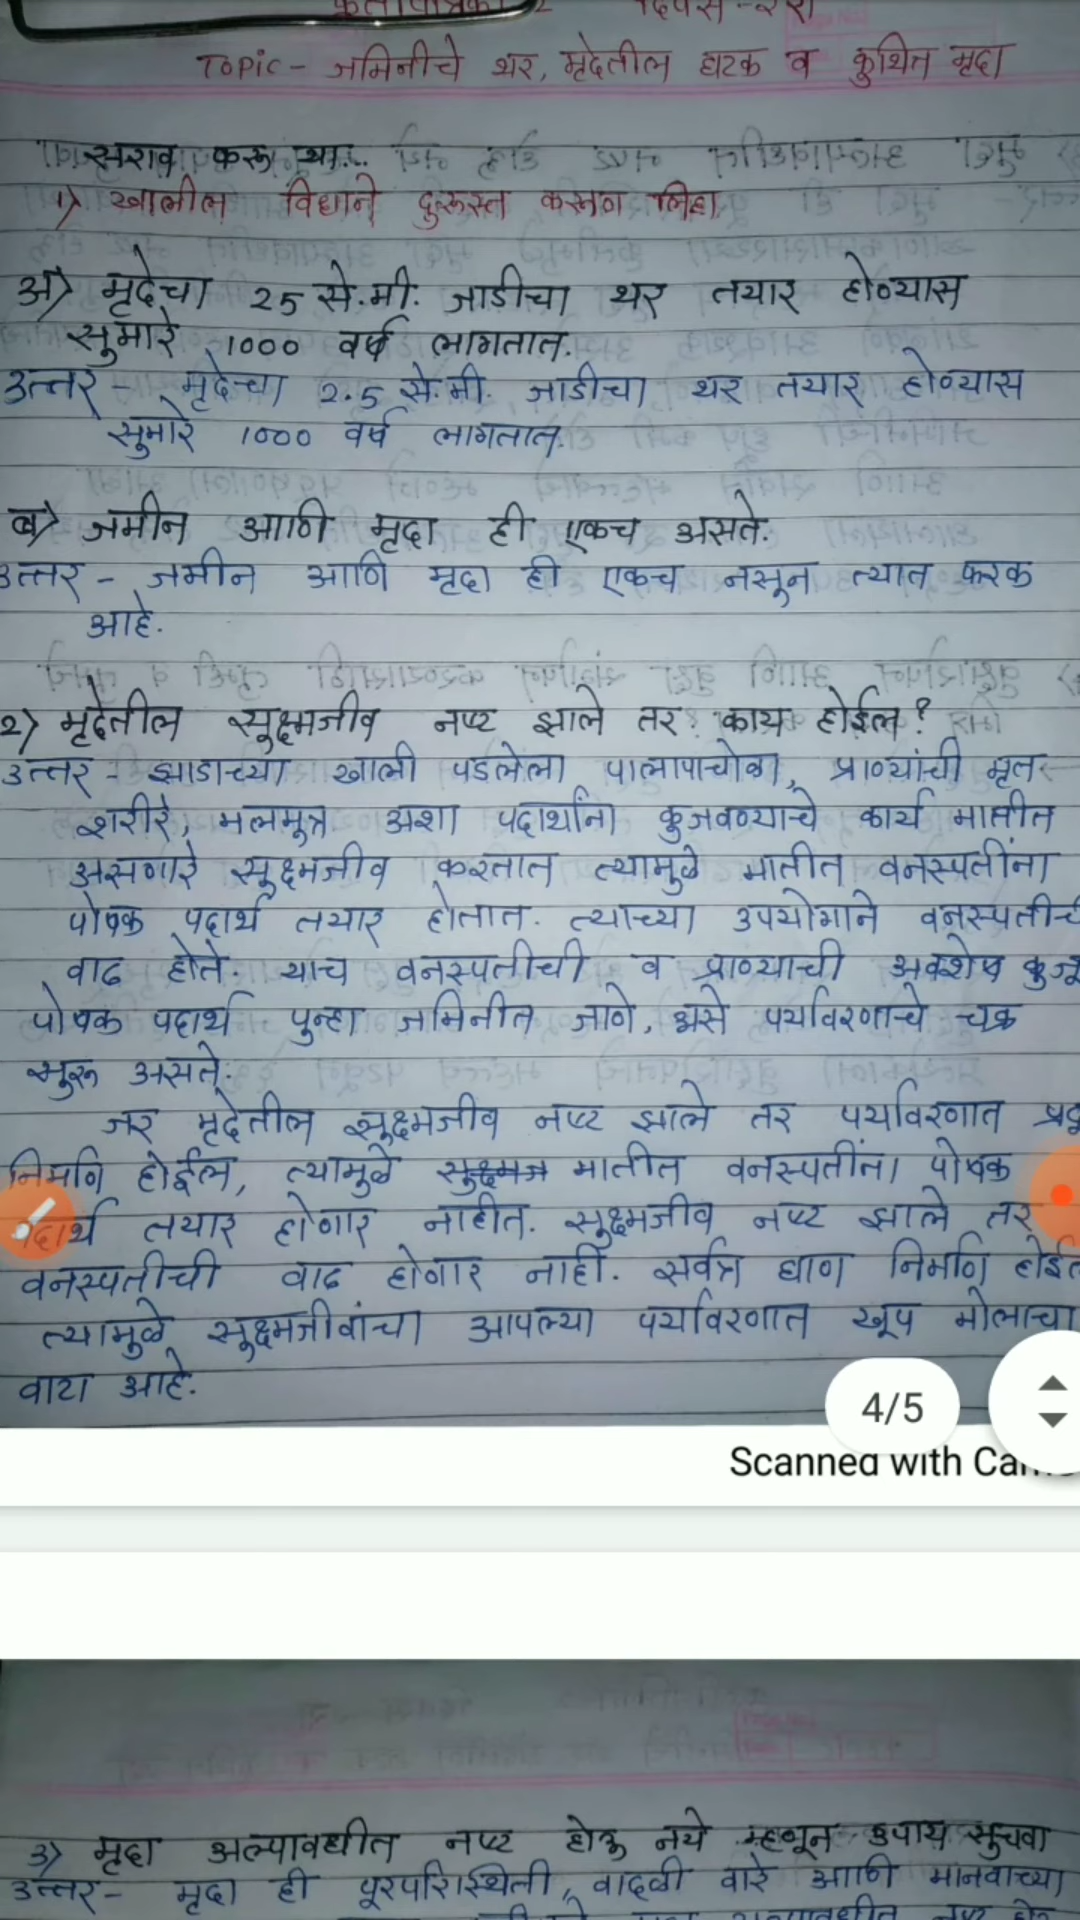 दिवस - २रा
Topic - जमिनीचे थर, मृदेतील घटक व कुथित मृदा
सराव करू या...
१) खालील विधाने दुरूस्त करून लिहा
अ) मृदेचा 25 से.मी. जाडीचा थर तयार होण्यास
सुमारे 1000 वर्षे लागतात.
उत्तर - मृदेचा 2.5 से.मी. जाडीचा थर तयार होण्यास
सुमारे 1000 वर्षे लागतात.
ब) जमीन आणि मृदा ही एकच असते.
उत्तर - जमीन आणि मृदा ही एकच नसून त्यात फरक
आहे.
२) मृदेतील सूक्ष्मजीव नष्ट झाले तर काय होईल?
उत्तर - झाडाच्या खाली पडलेला पालापाचोळा, प्राण्यांची मृत
शरीरे, मलमूत्र अशा पदार्थांना कुजवण्याचे कार्य मातीत
असणारे सूक्ष्मजीव करतात त्यामुळे मातीत वनस्पतींना
पोषक पदार्थ तयार होतात. त्याच्या उपयोगाने
वाढ होते. याच वनस्पतीची व प्राण्याची अवशेष
पोषक पदार्थ पुन्हा जमिनीत जाणे, असे पर्यावरणाचे चक्र
सुरू असते.
जर मृदेतील सूक्ष्मजीव नष्ट झाले तर पर्यावरणात
निर्माण होईल, त्यामुळे मातीत वनस्पतींना पोषक
तयार होणार नाहीत. सूक्ष्मजीव नष्ट झाले तर
वनस्पतीची वाढ होणार नाही. सर्वत्र घाण निर्माण
त्यामुळे सूक्ष्मजीवांचा आपल्या पर्यावरणात खूप मोलाचा
वाटा आहे.
4/5
Scanned with
३) मृदा अल्पावधीत नष्ट होऊ नये म्हणून उपाय सुचवा
उत्तर - मृदा ही पूरपरिस्थिती, वादळी वारे आणि मानवाच्या